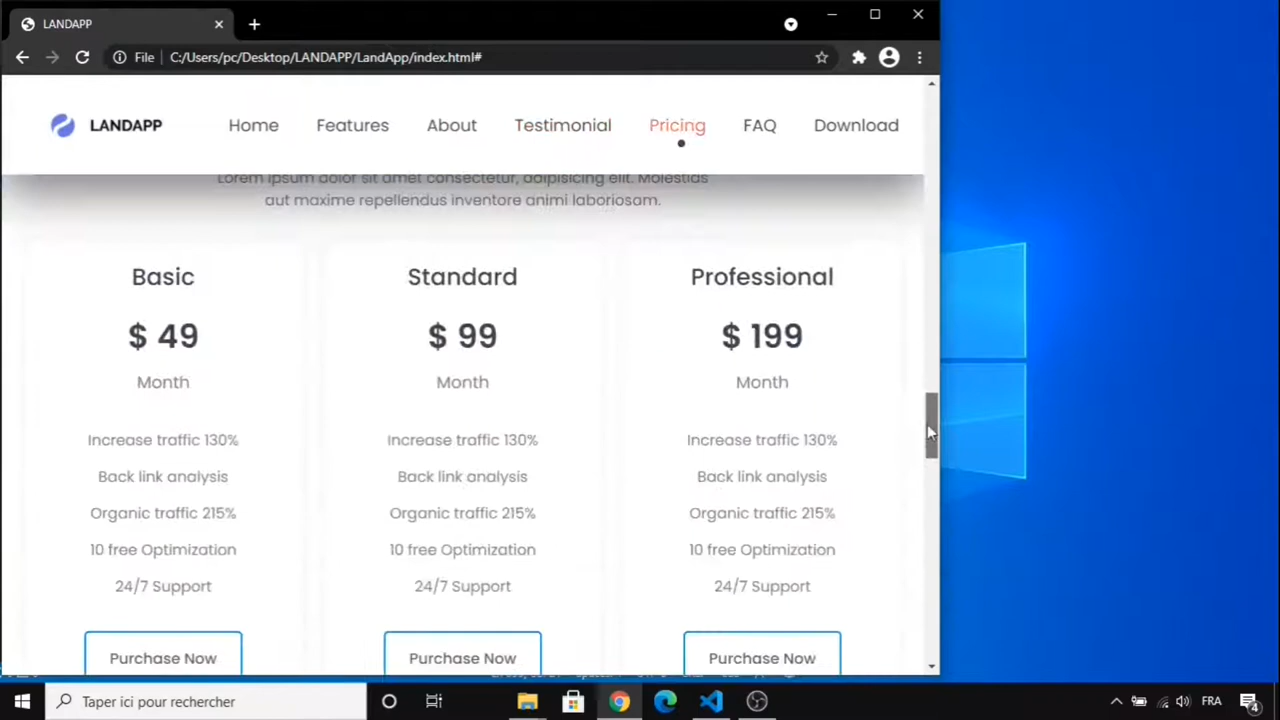 LANDAPP
File C:/Users/pc/Desktop/LANDAPP/LandApp/index.html#
LANDAPP Home Features About Testimonial Pricing FAQ Download
Lorem ipsum dolor sit amet consectetur, adipisicing elit. Molestias
aut maxime repellendus inventore animi laboriosam.
Basic Standard Professional
$ 49 $ 99 $ 199
Month Month Month
Increase traffic 130% Increase traffic 130% Increase traffic 130%
Back link analysis Back link analysis Back link analysis
Organic traffic 215% Organic traffic 215% Organic traffic 215%
10 free Optimization 10 free Optimization 10 free Optimization
24/7 Support 24/7 Support 24/7 Support
Purchase Now Purchase Now Purchase Now
Taper ici pour rechercher FRA 4